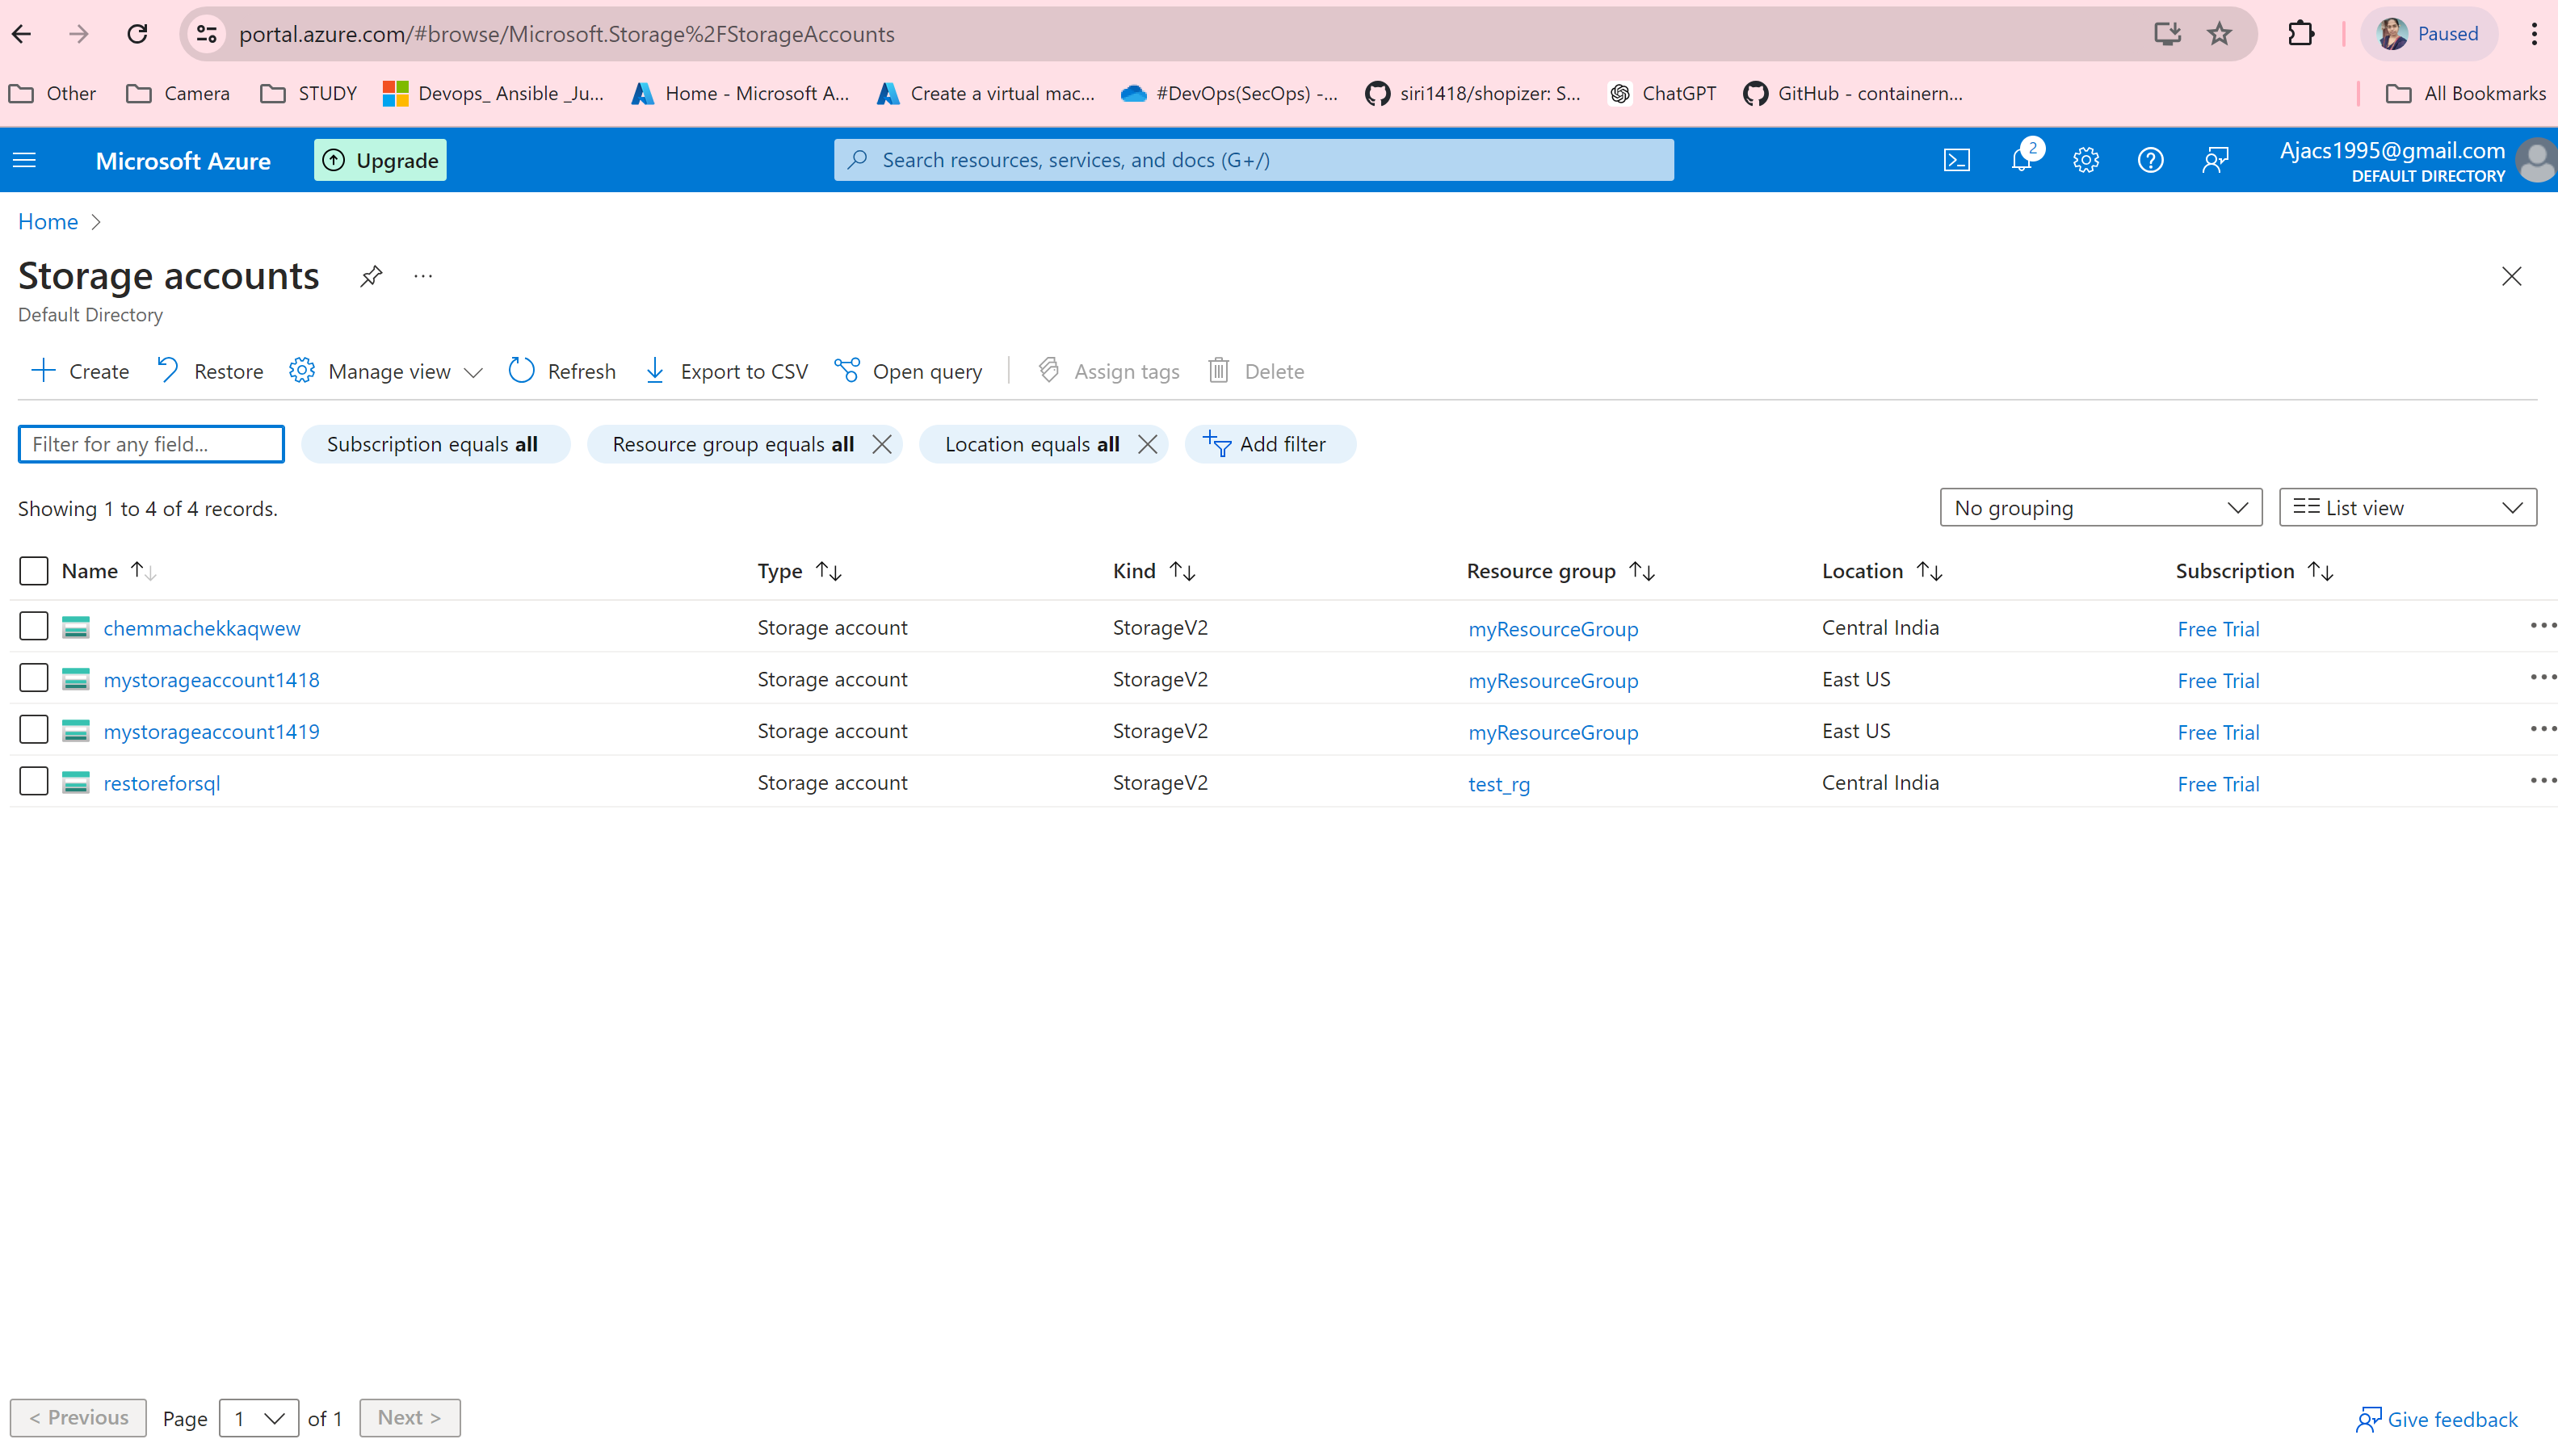 portal.azure.com/#browse/Microsoft.Storage%2FStorageAccounts Paused
Other Camera STUDY Devops_ Ansible _Ju... Home - Microsoft A... Create a virtual mac... #DevOps(SecOps) -... siri1418/shopizer: S... ChatGPT GitHub - containern... All Bookmarks
Microsoft Azure Upgrade Search resources, services, and docs (G+/) 2 Ajacs1995@gmail.com
DEFAULT DIRECTORY
Home
Storage accounts ...
Default Directory
Create Restore Manage view Refresh Export to CSV Open query Assign tags Delete
Filter for any field... Subscription equals all Resource group equals all Location equals all Add filter
Showing 1 to 4 of 4 records. No grouping List view
Name Type Kind Resource group Location Subscription
chemmachekkaqwew Storage account StorageV2 myResourceGroup Central India Free Trial
mystorageaccount1418 Storage account StorageV2 myResourceGroup East US Free Trial
mystorageaccount1419 Storage account StorageV2 myResourceGroup East US Free Trial
restoreforsql Storage account StorageV2 test_rg Central India Free Trial
< Previous Page 1 of 1 Next > Give feedback